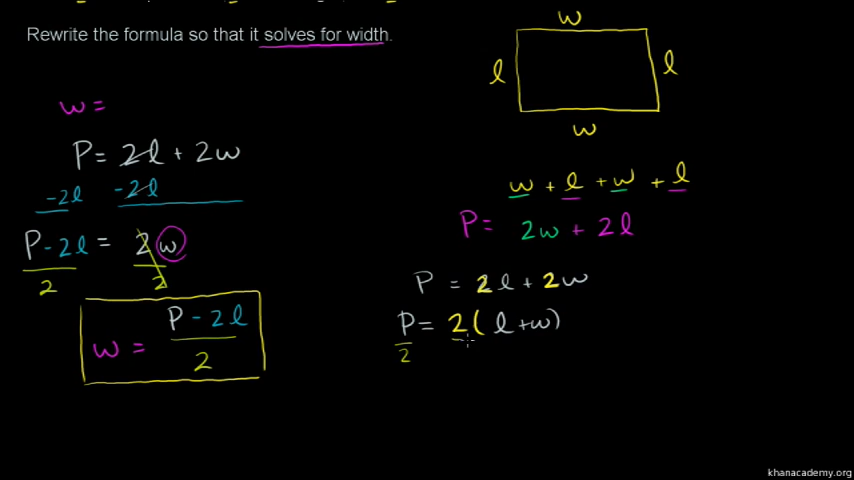 Rewrite the formula so that it solves for width.
w =
P = 2l + 2w
-2l -2l
P - 2l = 2w
2 2
w = P - 2l
2
w
l l
w
w + l + w + l
P = 2w + 2l
P = 2l + 2w
P = 2( l + w)
2
khanacademy.org